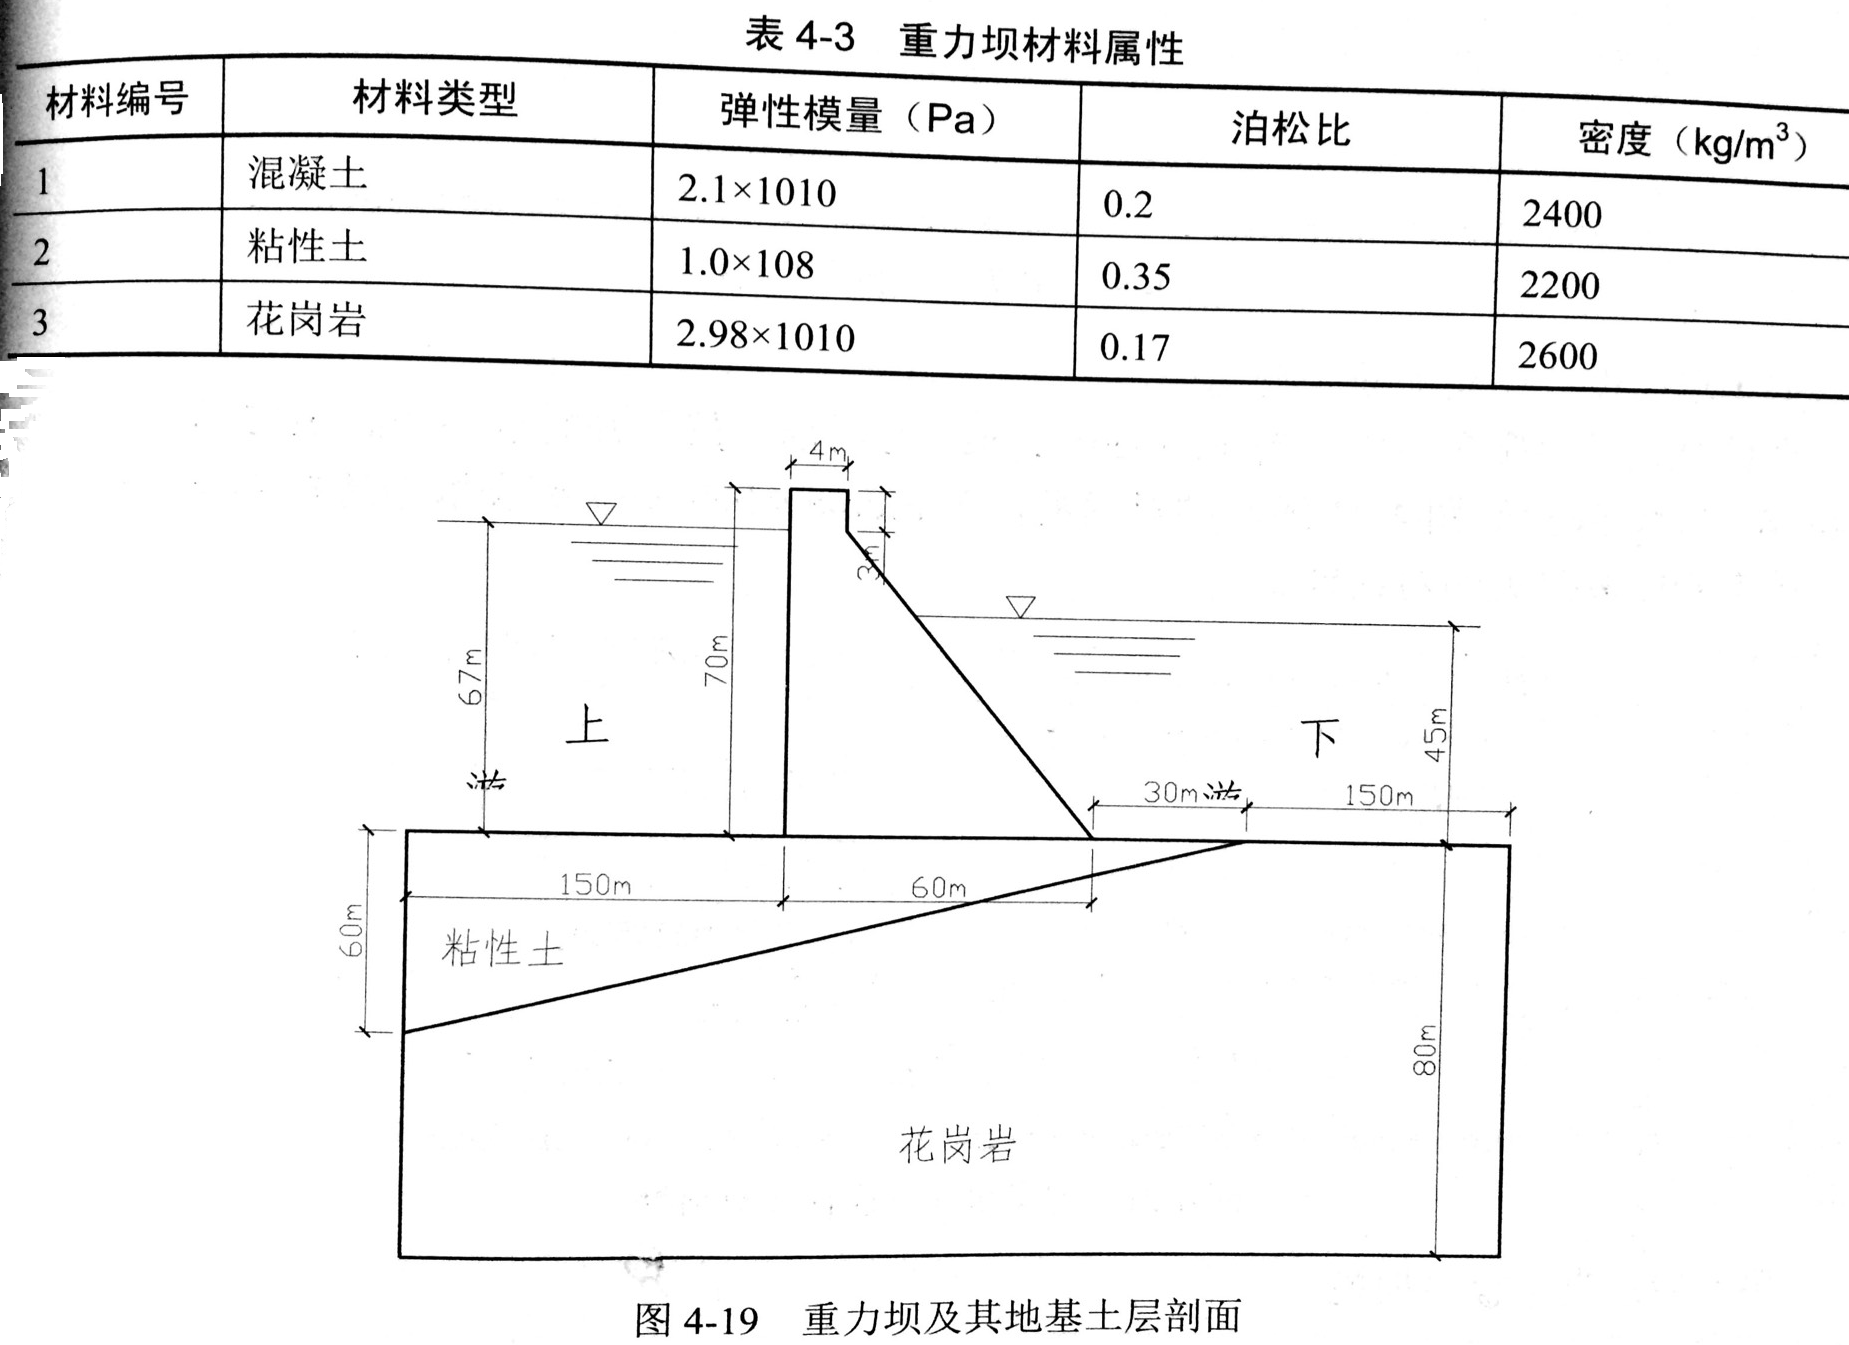 表 4-3 重力坝材料属性
材料编号 材料类型 弹性模量（Pa） 泊松比 密度（kg/m³）
1 混凝土 2.1×1010 0.2 2400
2 粘性土 1.0×108 0.35 2200
3 花岗岩 2.98×1010 0.17 2600
4m
3m
67m
70m
上
游
下
游
45m
30m
150m
150m
60m
60m
粘性土
80m
花岗岩
图 4-19 重力坝及其地基土层剖面